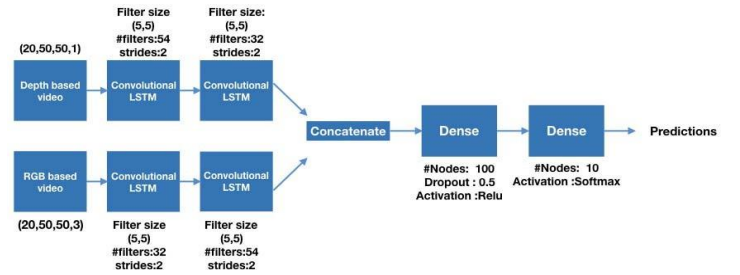 Filter size
(5,5)
#filters:54
strides:2
Filter size:
(5,5)
#filters:32
strides:2
(20,50,50,1)
Depth based
video
Convolutional
LSTM
Convolutional
LSTM
Concatenate
Dense
Dense
Predictions
#Nodes: 100
Dropout : 0.5
Activation :Relu
#Nodes: 10
Activation :Softmax
RGB based
video
Convolutional
LSTM
Convolutional
LSTM
(20,50,50,3)
Filter size
(5,5)
#filters:32
strides:2
Filter size
(5,5)
#filters:54
strides:2